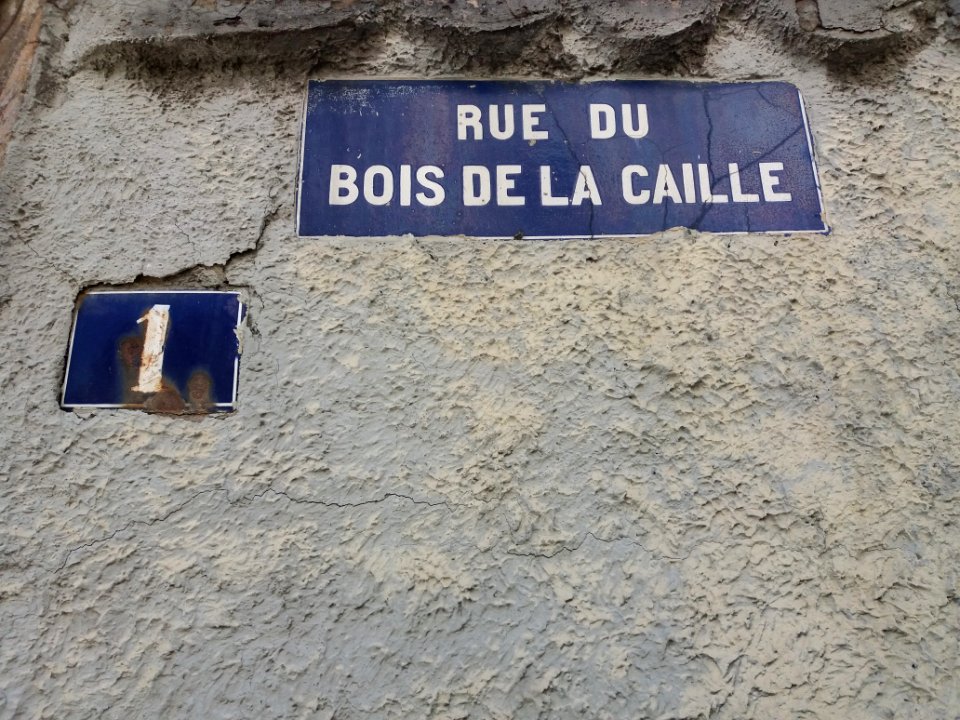 RUE DU
BOIS DE LA CAILLE
1